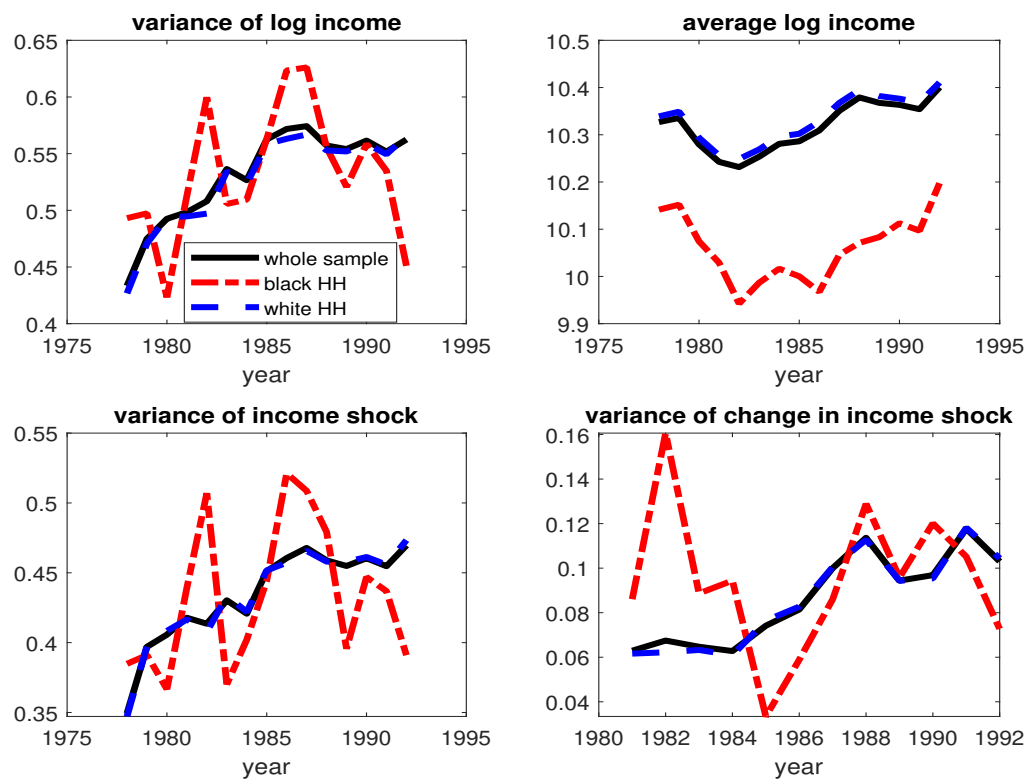 variance of log income
0.65
0.6
0.55
0.5
0.45
0.4
1975 1980 1985 1990 1995
year
whole sample
black HH
white HH
average log income
10.5
10.4
10.3
10.2
10.1
10
9.9
1975 1980 1985 1990 1995
year
variance of income shock
0.55
0.5
0.45
0.4
0.35
1975 1980 1985 1990 1995
year
variance of change in income shock
0.16
0.14
0.12
0.1
0.08
0.06
0.04
1980 1982 1984 1986 1988 1990 1992
year